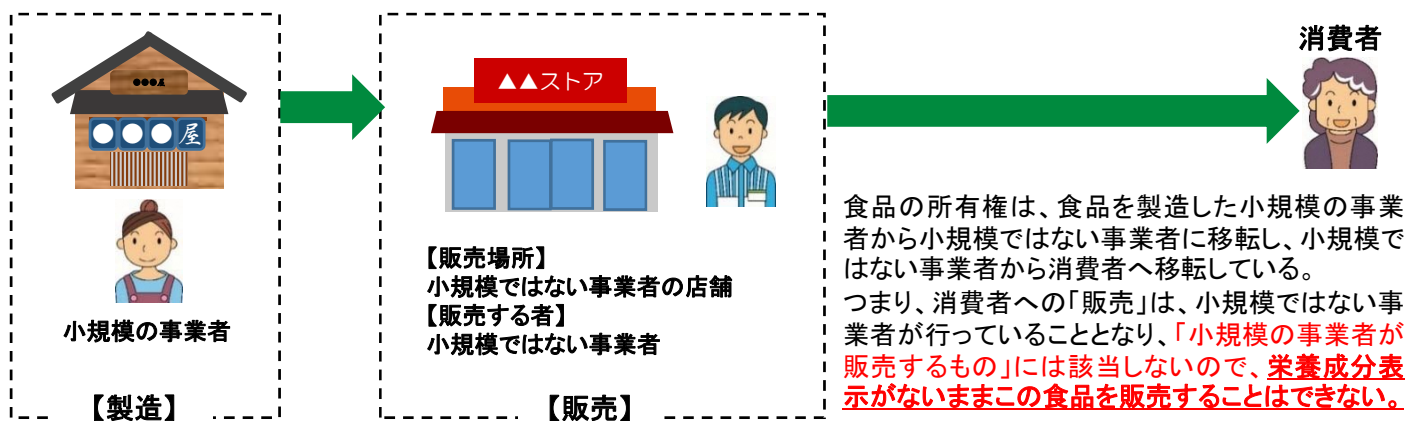 ●●●屋
●●●屋
小規模の事業者
【製造】
▲▲ストア
【販売場所】
小規模ではない事業者の店舗
【販売する者】
小規模ではない事業者
【販売】
消費者
食品の所有権は、食品を製造した小規模の事業
者から小規模ではない事業者に移転し、小規模で
はない事業者から消費者へ移転している。
つまり、消費者への「販売」は、小規模ではない事
業者が行っていることとなり、「小規模の事業者が
販売するもの」には該当しないので、栄養成分表
示がないままこの食品を販売することはできない。